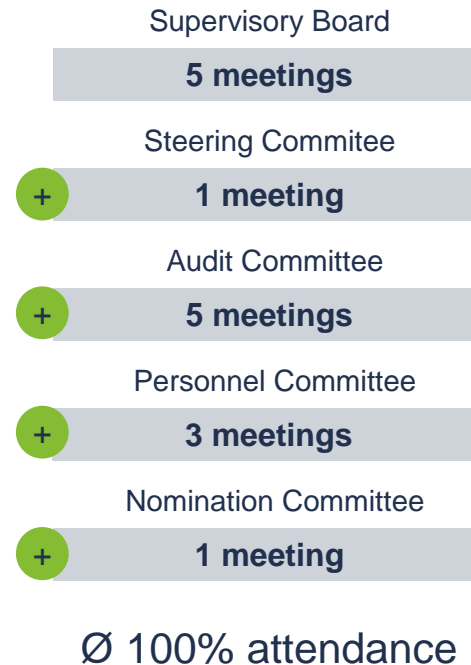 Supervisory Board
5 meetings
Steering Commitee
+ 1 meeting
Audit Committee
+ 5 meetings
Personnel Committee
+ 3 meetings
Nomination Committee
+ 1 meeting
Ø 100% attendance